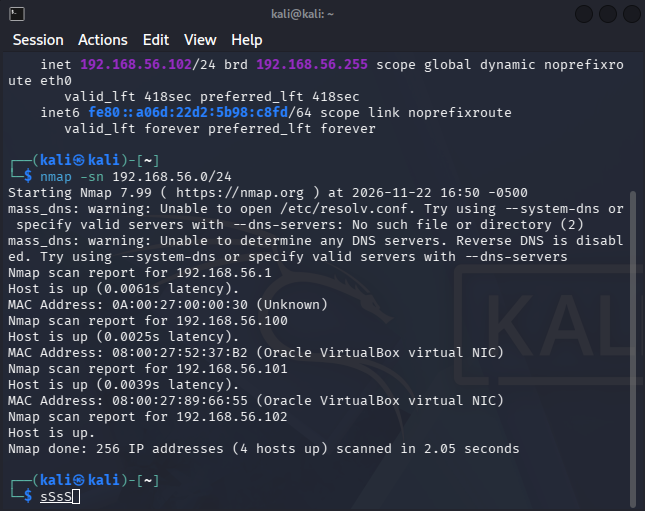 kali@kali: ~
Session Actions Edit View Help
inet 192.168.56.102/24 brd 192.168.56.255 scope global dynamic noprefixro
ute eth0
valid_lft 418sec preferred_lft 418sec
inet6 fe80::a06d:22d2:5b98:c8fd/64 scope link noprefixroute
valid_lft forever preferred_lft forever
┌──(kali㉿kali)-[~]
└─$ nmap -sn 192.168.56.0/24
Starting Nmap 7.99 ( https://nmap.org ) at 2026-11-22 16:50 -0500
mass_dns: warning: Unable to open /etc/resolv.conf. Try using --system-dns or
specify valid servers with --dns-servers: No such file or directory (2)
mass_dns: warning: Unable to determine any DNS servers. Reverse DNS is disabl
ed. Try using --system-dns or specify valid servers with --dns-servers
Nmap scan report for 192.168.56.1
Host is up (0.0061s latency).
MAC Address: 0A:00:27:00:00:30 (Unknown)
Nmap scan report for 192.168.56.100
Host is up (0.0025s latency).
MAC Address: 08:00:27:52:37:B2 (Oracle VirtualBox virtual NIC)
Nmap scan report for 192.168.56.101
Host is up (0.0039s latency).
MAC Address: 08:00:27:89:66:55 (Oracle VirtualBox virtual NIC)
Nmap scan report for 192.168.56.102
Host is up.
Nmap done: 256 IP addresses (4 hosts up) scanned in 2.05 seconds
┌──(kali㉿kali)-[~]
└─$ sSsS
KALI